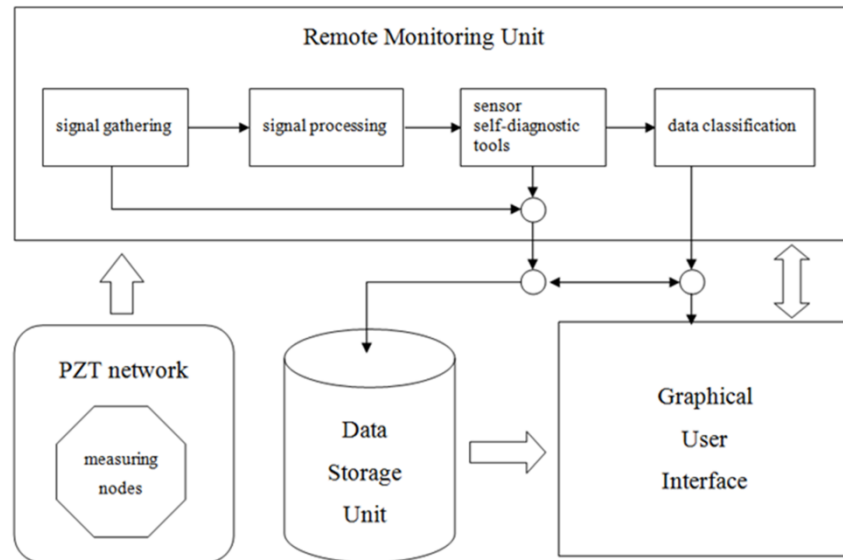 Remote Monitoring Unit
signal gathering
signal processing
sensor
self-diagnostic
tools
data classification
PZT network
measuring
nodes
Data
Storage
Unit
Graphical
User
Interface